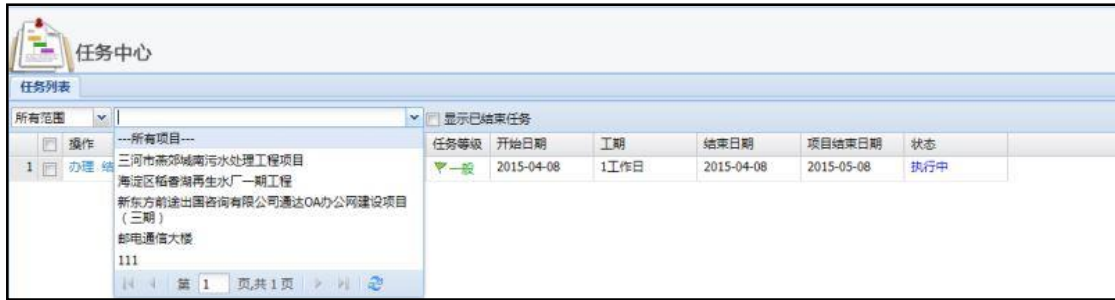 任务中心
任务列表
所有范围 显示已结束任务
操作 任务等级 开始日期 工期 结束日期 项目结束日期 状态
1 办理 结 一般 2015-04-08 1工作日 2015-04-08 2015-05-08 执行中
---所有项目---
三河市燕郊城南污水处理工程项目
海淀区稻香湖再生水厂一期工程
新东方前途出国咨询有限公司通达OA办公网建设项目
（三期）
邮电通信大楼
111
第 1 页,共1页